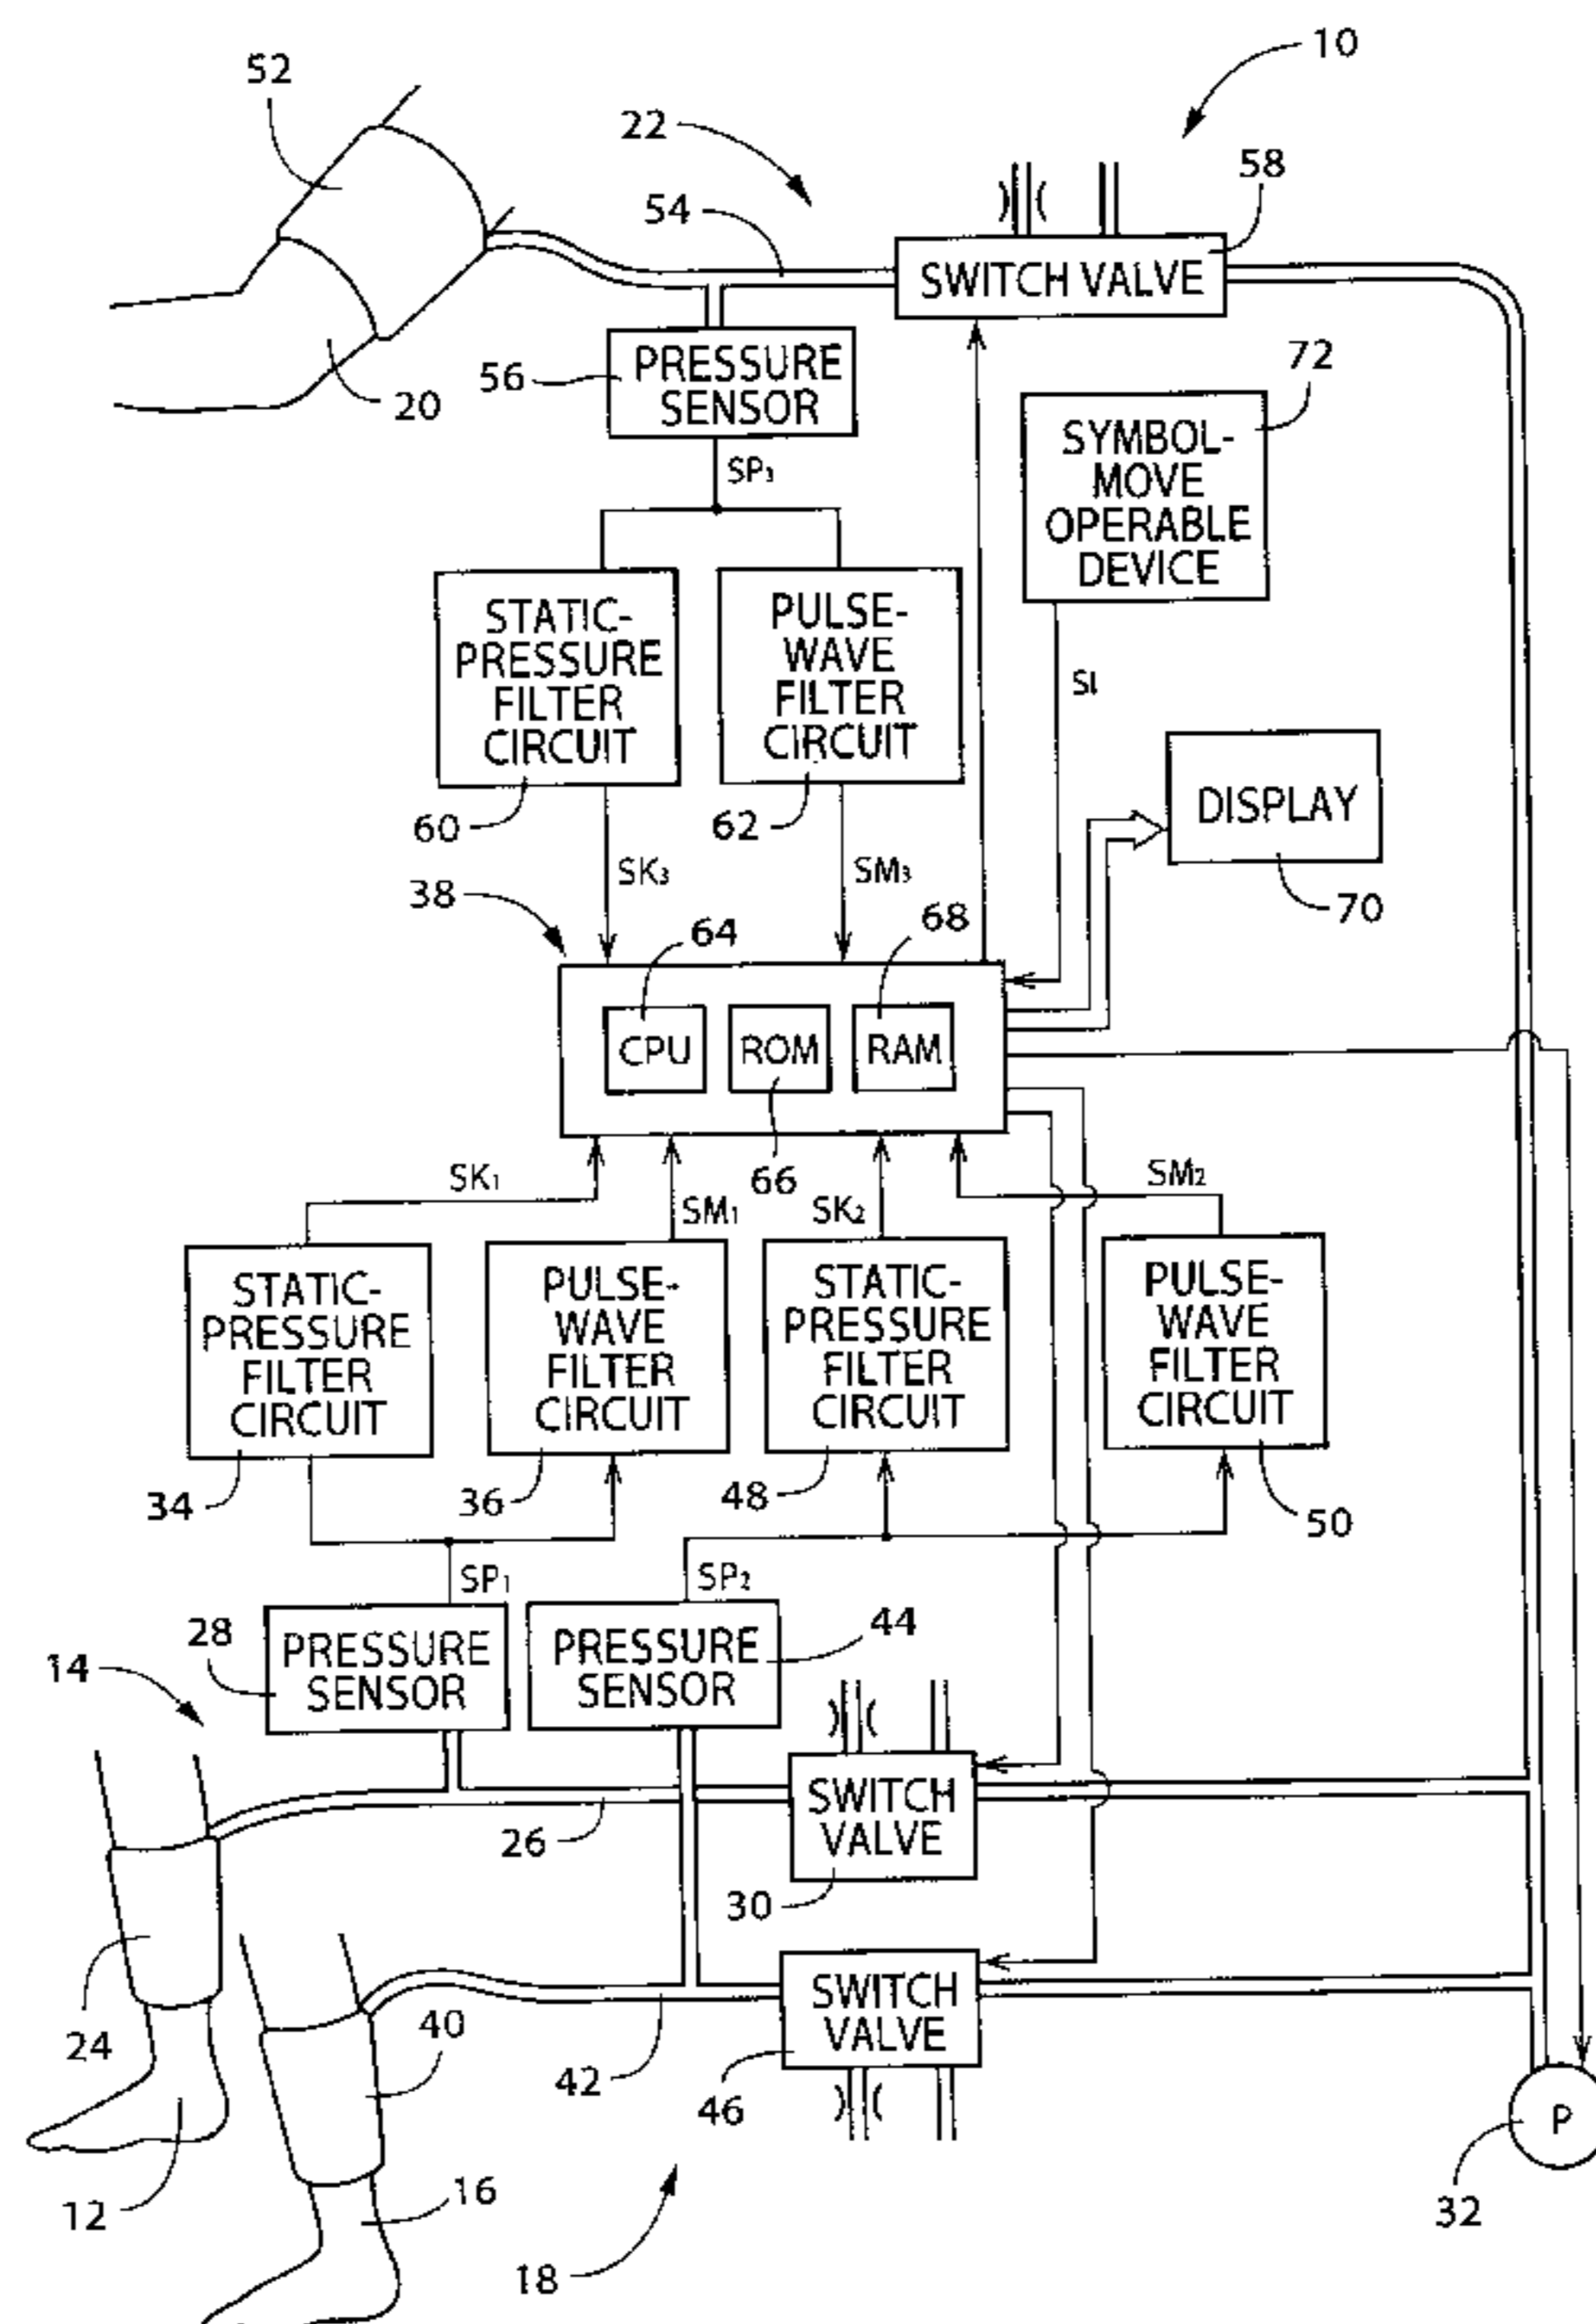 10
52
22
58
54
SWITCH VALVE
72
PRESSURE
SENSOR
56
20
SYMBOL-
MOVE
OPERABLE
DEVICE
SP3
STATIC-
PRESSURE
FILTER
CIRCUIT
PULSE-
WAVE
FILTER
CIRCUIT
SI
DISPLAY
60
62
SK3
SM3
70
38
64
68
CPU
ROM
RAM
66
SK1
SM1
SK2
SM2
STATIC-
PRESSURE
FILTER
CIRCUIT
PULSE-
WAVE
FILTER
CIRCUIT
STATIC-
PRESSURE
FILTER
CIRCUIT
PULSE-
WAVE
FILTER
CIRCUIT
34
36
48
50
SP1
SP2
28
PRESSURE
SENSOR
PRESSURE
SENSOR
44
14
SWITCH
VALVE
26
30
SWITCH
VALVE
24
40
42
46
P
12
16
32
18